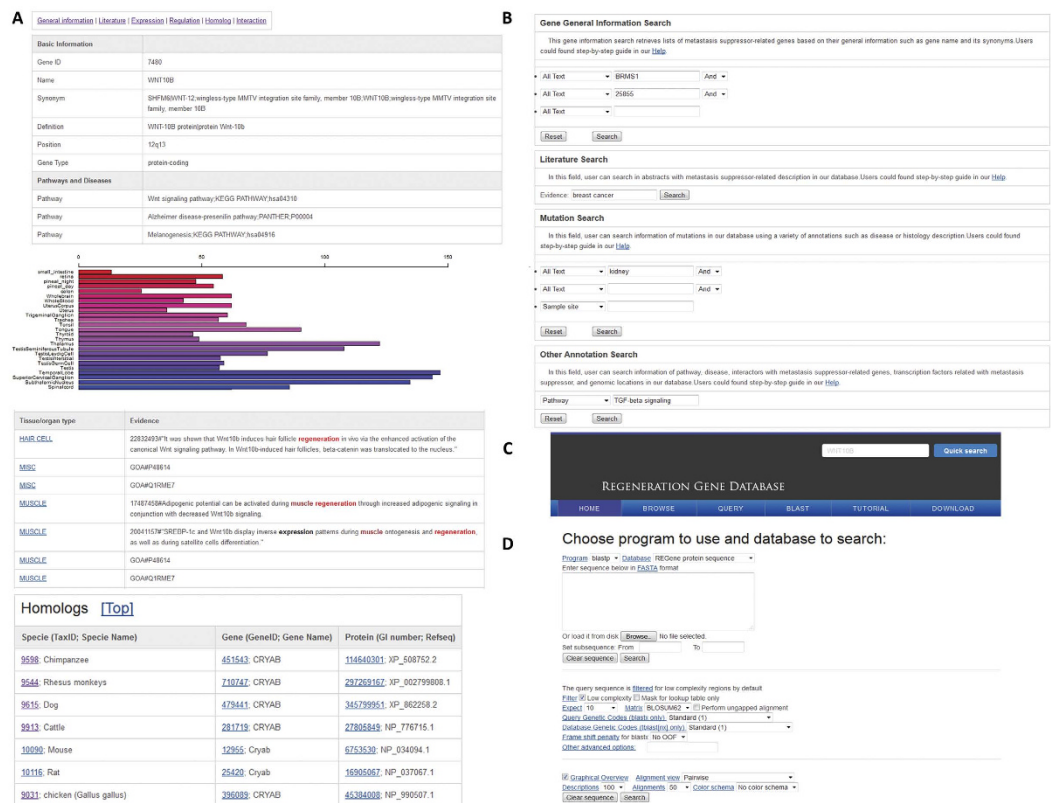 A
General information | Literature | Expression | Regulation | Homolog | Interaction
Basic Information
Gene ID 7480
Name WNT10B
Synonym SHFM6|WNT-12;wingless-type MMTV integration site family, member 10B;WNT10B;wingless-type MMTV integration site
family, member 10B
Definition WNT-10B protein|protein Wnt-10b
Position 12q13
Gene Type protein-coding
Pathways and Diseases
Pathway Wnt signaling pathway;KEGG PATHWAY;hsa04310
Pathway Alzheimer disease-presenilin pathway;PANTHER;P00004
Pathway Melanogenesis;KEGG PATHWAY;hsa04916
0 50 100 150
small_intestine
retina
pineal_night
pineal_day
colon
Wholebrain
WholeBlood
UterusCorpus
Uterus
TrigeminalGanglion
Trachea
Tonsil
Tongue
Thyroid
Thymus
Thalamus
TestisSeminiferousTubule
TestisLeydigCell
TestisIntersitial
TestisGermCell
Testis
TemporalLobe
SuperiorCervicalGanglion
SubthalamicNucleus
Spinalcord
Tissue/organ type Evidence
HAIR CELL 22832493#"It was shown that Wnt10b induces hair follicle regeneration in vivo via the enhanced activation of the
canonical Wnt signaling pathway. In Wnt10b-induced hair follicles, beta-catenin was translocated to the nucleus."
MISC GOA#P48614
MISC GOA#Q1RME7
MUSCLE 17487458#Adipogenic potential can be activated during muscle regeneration through increased adipogenic signaling in
conjunction with decreased Wnt10b signaling.
MUSCLE 20041157#"SREBP-1c and Wnt10b display inverse expression patterns during muscle ontogenesis and regeneration,
as well as during satellite cells differentiation."
MUSCLE GOA#P48614
MUSCLE GOA#Q1RME7
Homologs [Top]
Specie (TaxID; Specie Name) Gene (GeneID; Gene Name) Protein (GI number; Refseq)
9598; Chimpanzee 451543; CRYAB 114640301; XP_508752.2
9544; Rhesus monkeys 710747; CRYAB 297269167; XP_002799808.1
9615; Dog 479441; CRYAB 345799951; XP_862258.2
9913; Cattle 281719; CRYAB 27805849; NP_776715.1
10090; Mouse 12955; Cryab 6753530; NP_034094.1
10116; Rat 25420; Cryab 16905067; NP_037067.1
9031; chicken (Gallus gallus) 396089; CRYAB 45384008; NP_990507.1
B
Gene General Information Search
This gene information search retrieves lists of metastasis suppressor-related genes based on their general information such as gene name and its synonyms.Users
could found step-by-step guide in our Help.
All Text BRMS1 And
All Text 25855 And
All Text
Reset Search
Literature Search
In this field, user can search in abstracts with metastasis suppressor-related description in our database.Users could found step-by-step guide in our Help.
Evidence: breast cancer Search
Mutation Search
In this field, user can search information of mutations in our database using a variety of annotations such as disease or histology description.Users could found
step-by-step guide in our Help.
All Text kidney And
All Text And
Sample site
Reset Search
Other Annotation Search
In this field, user can search information of pathway, disease, interactors with metastasis suppressor-related genes, transcription factors related with metastasis
suppressor, and genomic locations in our database.Users could found step-by-step guide in our Help.
Pathway TGF-beta signaling
Reset Search
C
WNT10B Quick search
REGENERATION GENE DATABASE
HOME BROWSE QUERY BLAST TUTORIAL DOWNLOAD
D
Choose program to use and database to search:
Program blastp Database REGene protein sequence
Enter sequence below in FASTA format
Or load it from disk Browse.. No file selected.
Set subsequence: From To
Clear sequence Search
The query sequence is filtered for low complexity regions by default
Filter Low complexity Mask for lookup table only
Expect 10 Matrix BLOSUM62 Perform ungapped alignment
Query Genetic Codes (blastx only) Standard (1)
Database Genetic Codes (tblast[nx] only) Standard (1)
Frame shift penalty for blastx No OOF
Other advanced options:
Graphical Overview Alignment view Pairwise
Descriptions 100 Alignments 50 Color schema No color schema
Clear sequence Search